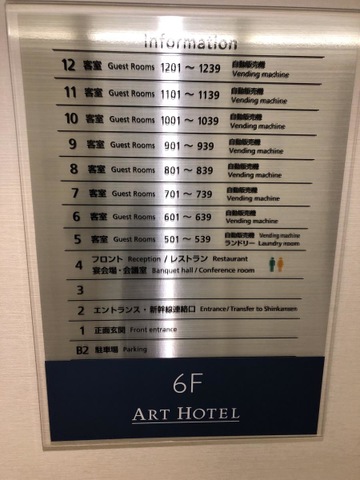 information
12 客室 Guest Rooms 1201 ～ 1239 自動販売機 Vending machine
11 客室 Guest Rooms 1101 ～ 1139 自動販売機 Vending machine
10 客室 Guest Rooms 1001 ～ 1039 自動販売機 Vending machine
9 客室 Guest Rooms 901 ～ 939 自動販売機 Vending machine
8 客室 Guest Rooms 801 ～ 839 自動販売機 Vending machine
7 客室 Guest Rooms 701 ～ 739 自動販売機 Vending machine
6 客室 Guest Rooms 601 ～ 639 自動販売機 Vending machine
5 客室 Guest Rooms 501 ～ 539 自動販売機 Vending machine
ランドリー Laundry room
4 フロント Reception / レストラン Restaurant
宴会場・会議室 Banquet hall / Conference room
3
2 エントランス・新幹線連絡口 Entrance / Transfer to Shinkansen
1 正面玄関 Front entrance
B2 駐車場 Parking
6F
ART HOTEL